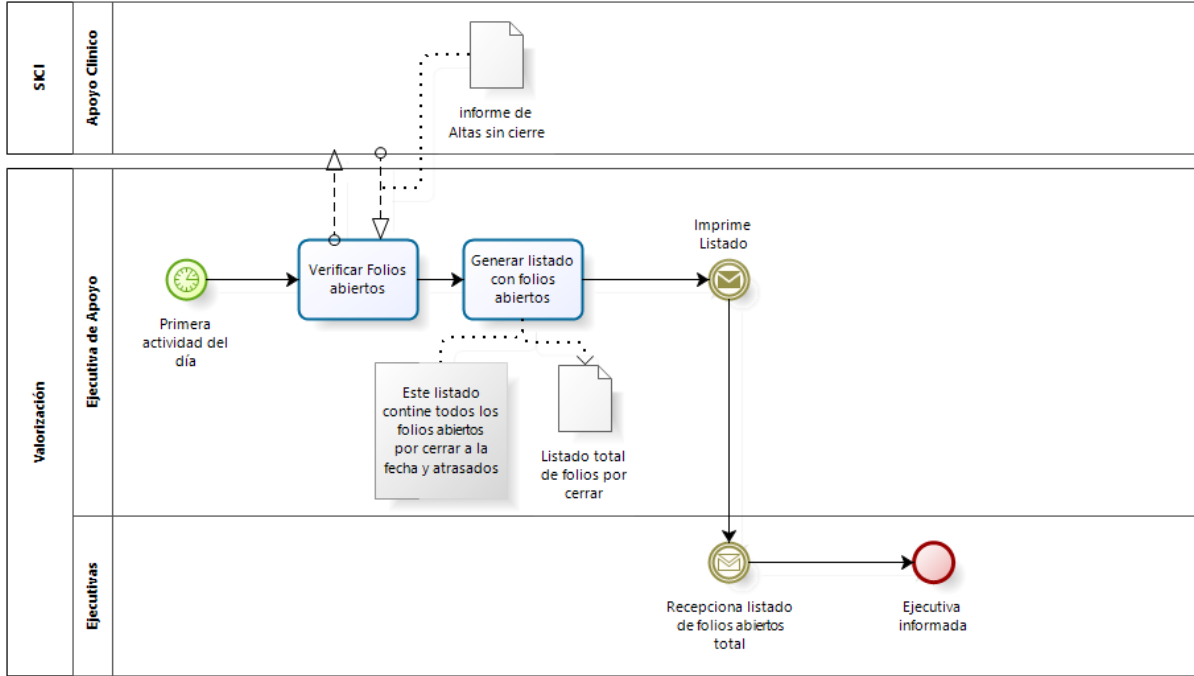 SICI
Apoyo Clínico
informe de
Altas sin cierre
Valorización
Ejecutiva de Apoyo
Primera
actividad del
día
Verificar Folios
abiertos
Generar listado
con folios
abiertos
Imprime
Listado
Este listado
contine todos los
folios abiertos
por cerrar a la
fecha y atrasados
Listado total
de folios por
cerrar
Ejecutivas
Recepciona listado
de folios abiertos
total
Ejecutiva
informada